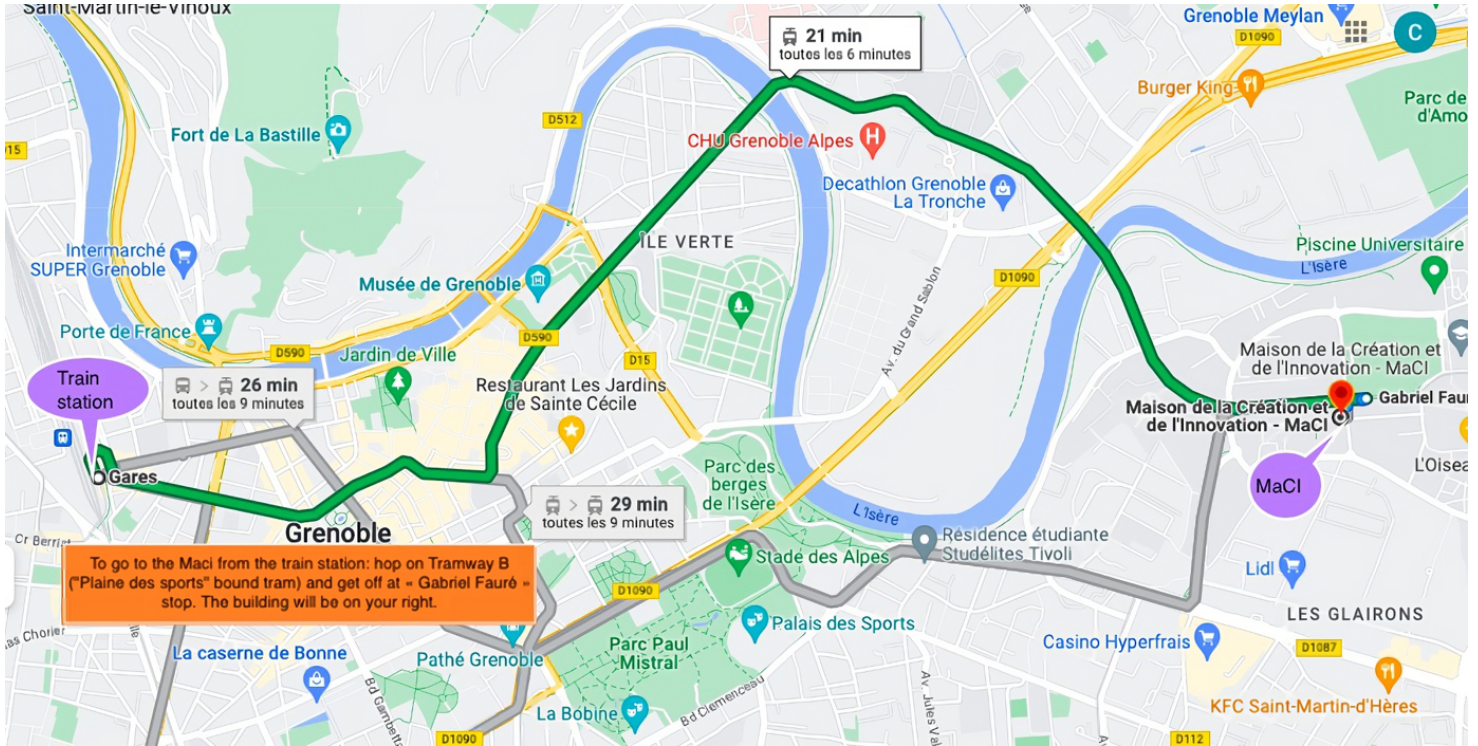 Saint-Martin-le-Vinoux
21 min
toutes les 6 minutes
Grenoble Meylan
D1090
C
Burger King
Parc de
d'Amo
D512
Fort de La Bastille
CHU Grenoble Alpes
15
Decathlon Grenoble
La Tronche
ÎLE VERTE
Intermarché
SUPER Grenoble
Piscine Universitaire
L'Isère
Musée de Grenoble
D1090
Av. du Grand Sablon
Porte de France
D590
D590
Jardin de Ville
D15
Maison de la Création et
de l'Innovation - MaCI
Train
station
26 min
toutes les 9 minutes
Restaurant Les Jardins
de Sainte Cécile
Maison de la Création et
de l'Innovation - MaCI
Gabriel Faur
Gares
Parc des
berges
de l'Isère
MaCI
L'Oisea
29 min
toutes les 9 minutes
L'Isère
Grenoble
Cr Berriat
Résidence étudiante
Studélites Tivoli
Stade des Alpes
To go to the Maci from the train station: hop on Tramway B
("Plaine des sports" bound tram) and get off at « Gabriel Fauré »
stop. The building will be on your right.
D1090
Lidl
LES GLAIRONS
as Chorier
Palais des Sports
Casino Hyperfrais
D1087
La caserne de Bonne
Pathé Grenoble
Parc Paul
Mistral
Bd Gambetta
La Bobine
Bd Clemenceau
Av. Jules Val
KFC Saint-Martin-d'Hères
D1090
D112